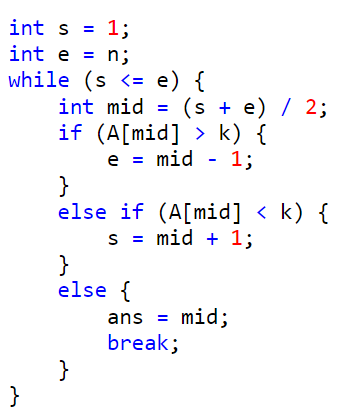 int s = 1;
int e = n;
while (s <= e) {
    int mid = (s + e) / 2;
    if (A[mid] > k) {
        e = mid - 1;
    }
    else if (A[mid] < k) {
        s = mid + 1;
    }
    else {
        ans = mid;
        break;
    }
}